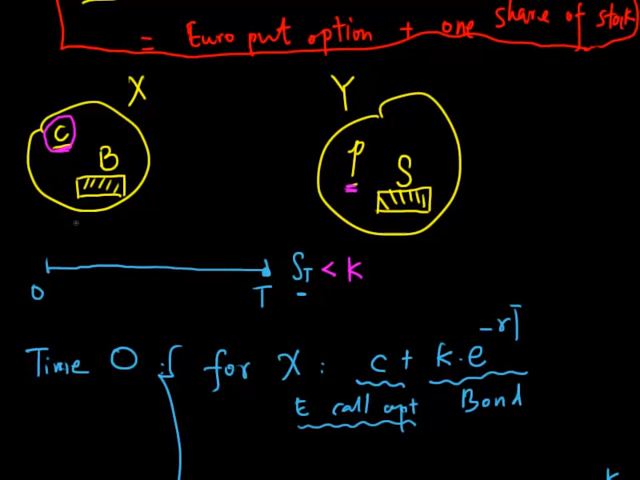 = Euro put option + one share of stock
X Y
c B p S
0 T S_T < K
Time 0 : for X : c + k.e^-rT
E call opt Bond